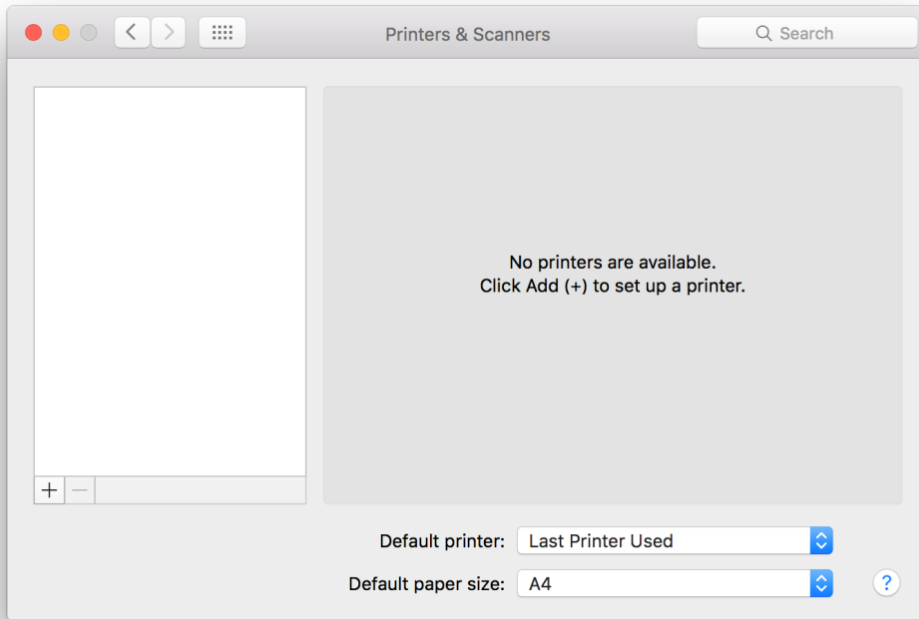 Printers & Scanners
Search
No printers are available.
Click Add (+) to set up a printer.
+ −
Default printer: Last Printer Used
Default paper size: A4
?